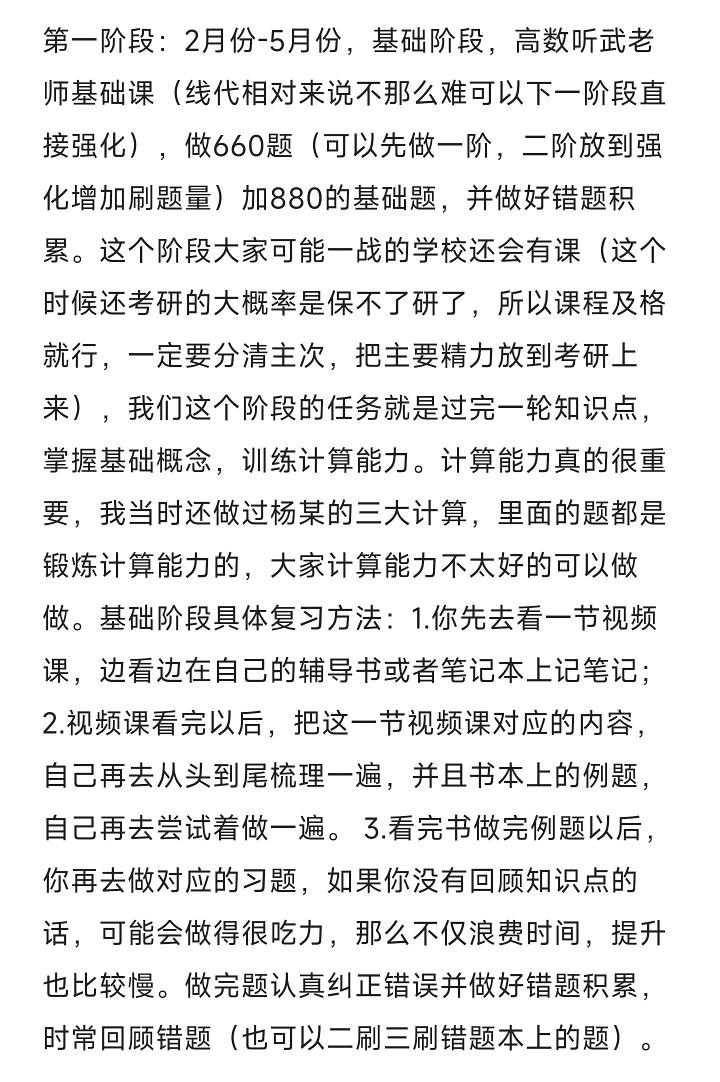 第一阶段：2月份-5月份，基础阶段，高数听武老
师基础课（线代相对来说不那么难可以下一阶段直
接强化），做660题（可以先做一阶，二阶放到强
化增加刷题量）加880的基础题，并做好错题积
累。这个阶段大家可能一战的学校还会有课（这个
时候还考研的大概率是保不了研了，所以课程及格
就行，一定要分清主次，把主要精力放到考研上
来），我们这个阶段的任务就是过完一轮知识点，
掌握基础概念，训练计算能力。计算能力真的很重
要，我当时还做过杨某的三大计算，里面的题都是
锻炼计算能力的，大家计算能力不太好的可以做
做。基础阶段具体复习方法：1.你先去看一节视频
课，边看边在自己的辅导书或者笔记本上记笔记；
2.视频课看完以后，把这一节视频课对应的内容，
自己再去从头到尾梳理一遍，并且书本上的例题，
自己再去尝试着做一遍。 3.看完书做完例题以后，
你再去做对应的习题，如果你没有回顾知识点的
话，可能会做得很吃力，那么不仅浪费时间，提升
也比较慢。做完题认真纠正错误并做好错题积累，
时常回顾错题（也可以二刷三刷错题本上的题）。